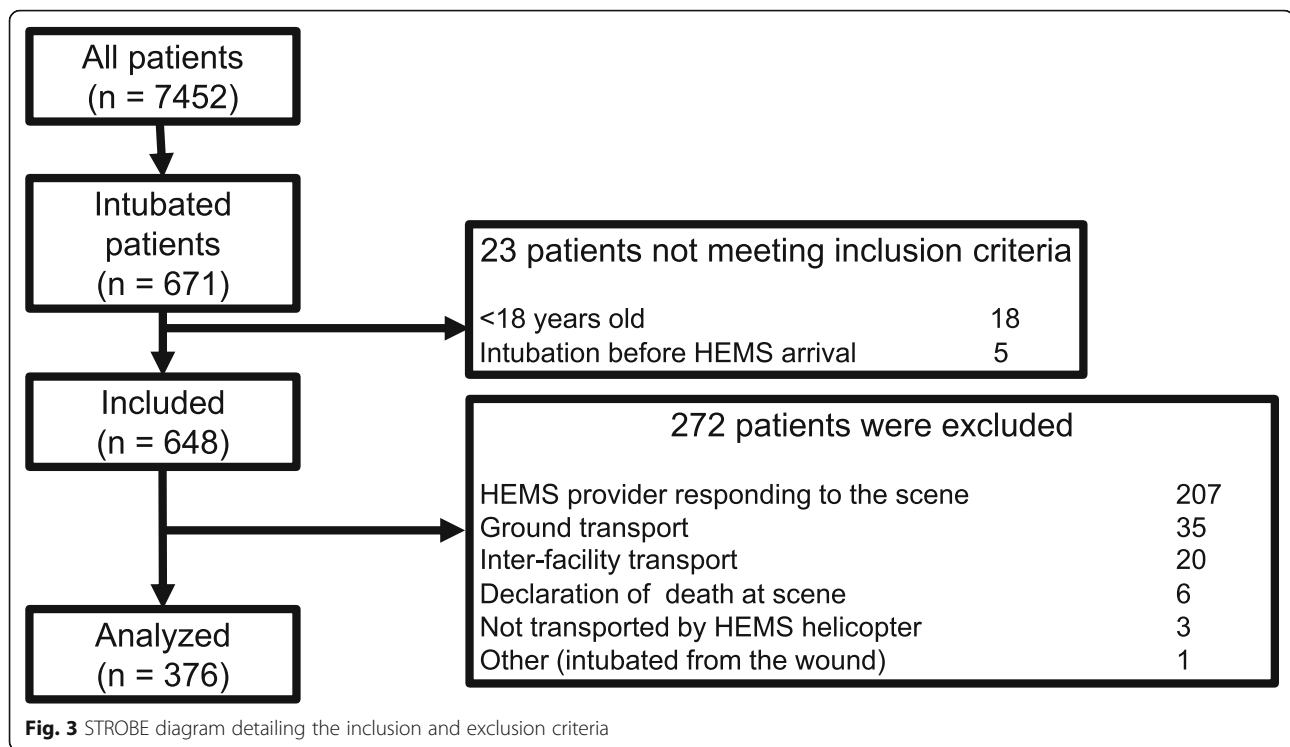 All patients
(n = 7452)
Intubated
patients
(n = 671)
23 patients not meeting inclusion criteria
<18 years old 18
Intubation before HEMS arrival 5
Included
(n = 648)
272 patients were excluded
HEMS provider responding to the scene 207
Ground transport 35
Inter-facility transport 20
Declaration of death at scene 6
Not transported by HEMS helicopter 3
Other (intubated from the wound) 1
Analyzed
(n = 376)
Fig. 3 STROBE diagram detailing the inclusion and exclusion criteria